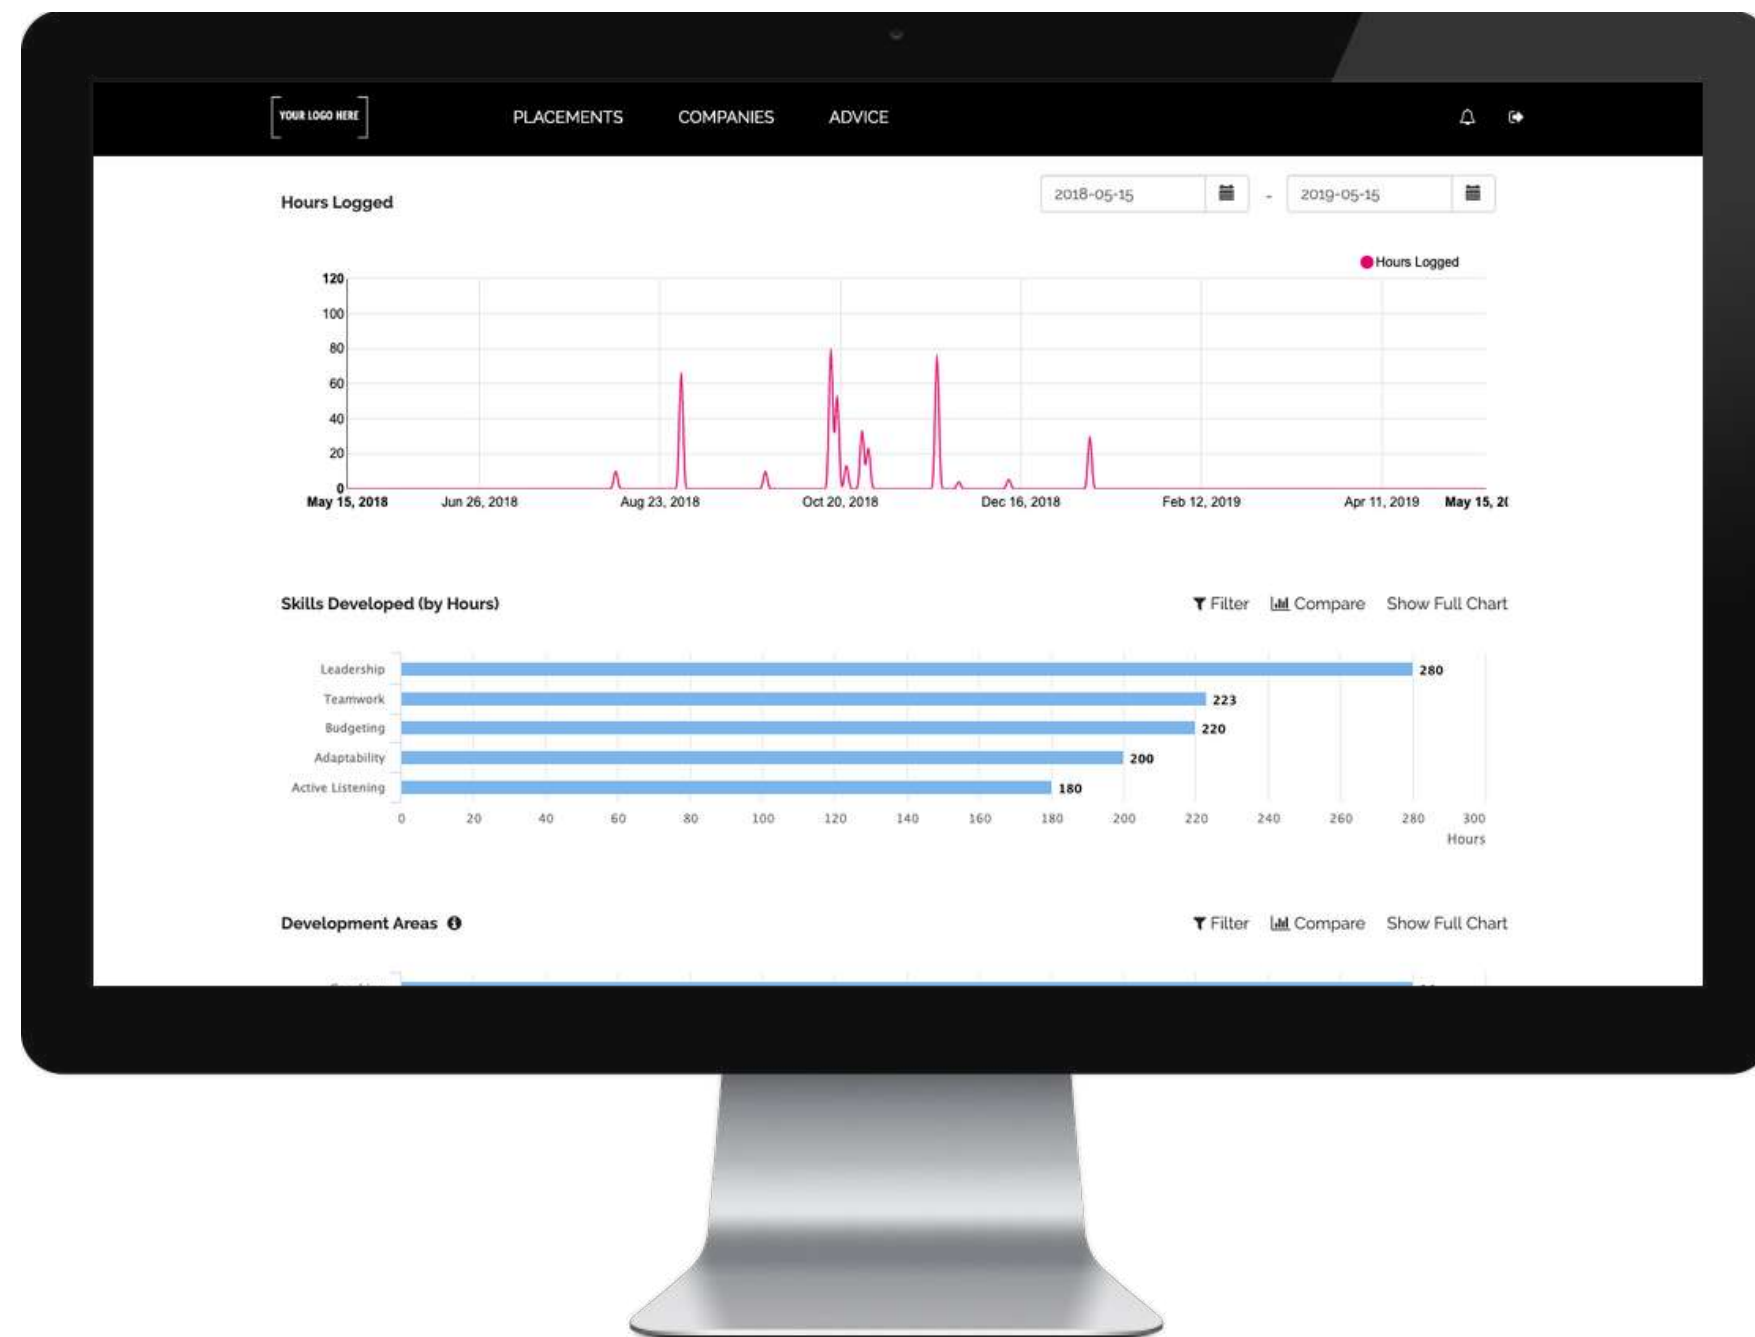 YOUR LOGO HERE PLACEMENTS COMPANIES ADVICE
Hours Logged 2018-05-15 - 2019-05-15
Hours Logged
120
100
80
60
40
20
0
May 15, 2018 Jun 26, 2018 Aug 23, 2018 Oct 20, 2018 Dec 16, 2018 Feb 12, 2019 Apr 11, 2019 May 15, 20
Skills Developed (by Hours) Filter Compare Show Full Chart
Leadership 280
Teamwork 223
Budgeting 220
Adaptability 200
Active Listening 180
0 20 40 60 80 100 120 140 160 180 200 220 240 260 280 300
Hours
Development Areas Filter Compare Show Full Chart